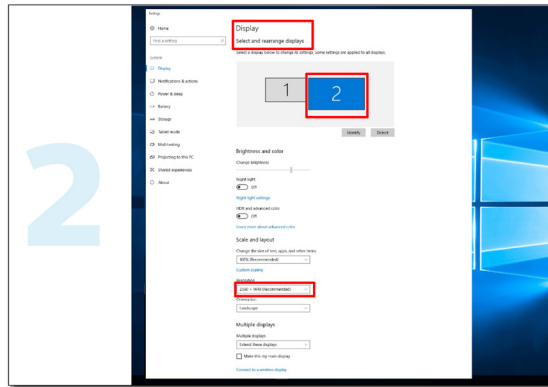 2
Settings
Home
Find a setting
System
Display
Notifications & actions
Power & sleep
Battery
Storage
Tablet mode
Multitasking
Projecting to this PC
Shared experiences
About
Display
Select and rearrange displays
Select a display below to change its settings. Some settings are applied to all displays.
1
2
Identify
Detect
Brightness and color
Change brightness
Night light
Off
Night light settings
HDR and advanced color
Off
Learn more about advanced color
Scale and layout
Change the size of text, apps, and other items
100% (Recommended)
Custom scaling
Resolution
(Recommended)
Orientation
Landscape
Multiple displays
Multiple displays
Extend these displays
Make this my main display
Connect to a wireless display